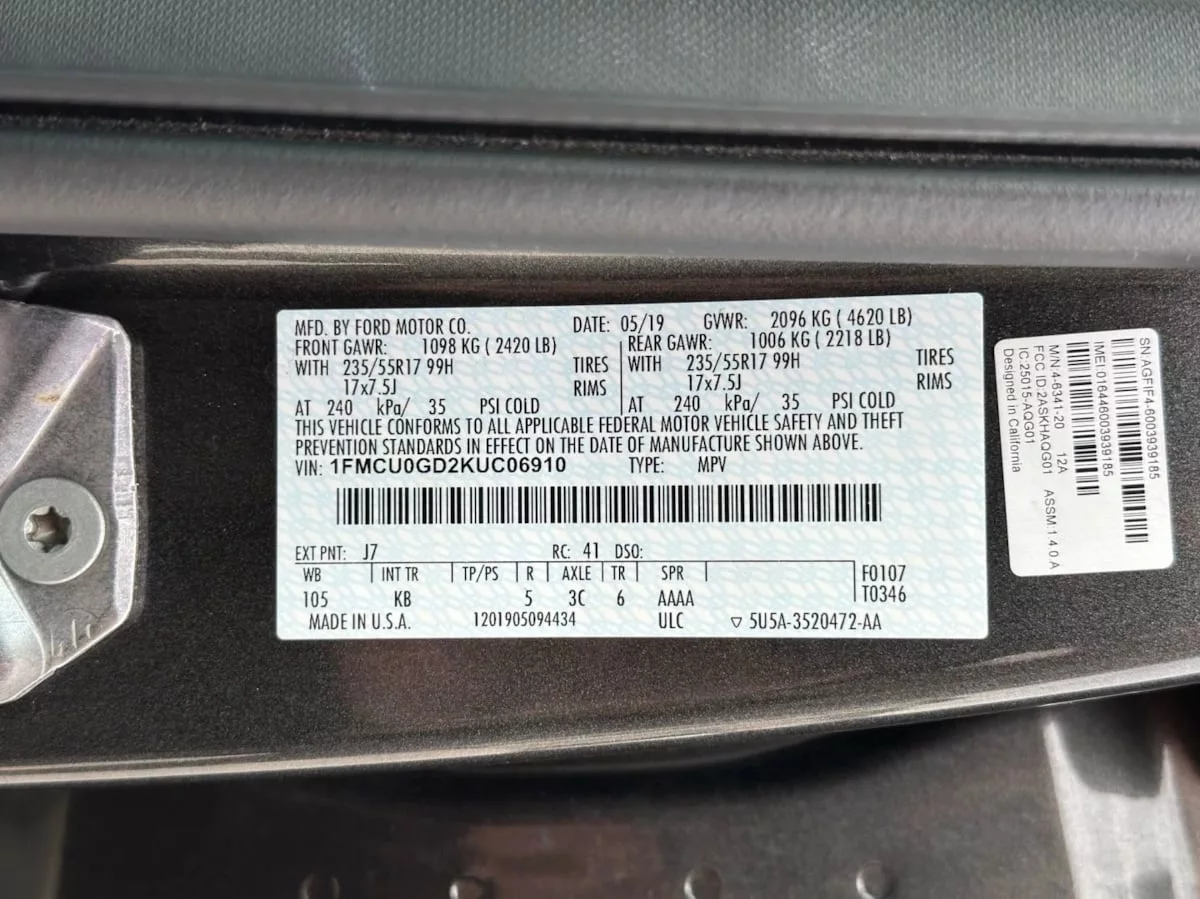 MFD. BY FORD MOTOR CO. DATE: 05/19 GVWR: 2096 KG ( 4620 LB)
FRONT GAWR: 1098 KG ( 2420 LB) REAR GAWR: 1006 KG ( 2218 LB)
WITH 235/55R17 99H TIRES WITH 235/55R17 99H TIRES
17x7.5J RIMS 17x7.5J RIMS
AT 240 kPa/ 35 PSI COLD AT 240 kPa/ 35 PSI COLD
THIS VEHICLE CONFORMS TO ALL APPLICABLE FEDERAL MOTOR VEHICLE SAFETY AND THEFT
PREVENTION STANDARDS IN EFFECT ON THE DATE OF MANUFACTURE SHOWN ABOVE.
VIN: 1FMCU0GD2KUC06910 TYPE: MPV
EXT PNT: J7 RC: 41 DSO:
WB INT TR TP/PS R AXLE TR SPR F0107
105 KB 5 3C 6 AAAA T0346
MADE IN U.S.A. 1201905094434 ULC ▽ 5U5A-3520472-AA
SN:AGFIF4-6003939185
IMEI:016446003939185
M/N:4-6341-20 12A ASSM:1.4.0.A
FCC ID:2ASKHAQG01
IC:25015-AQG01
Designed in California